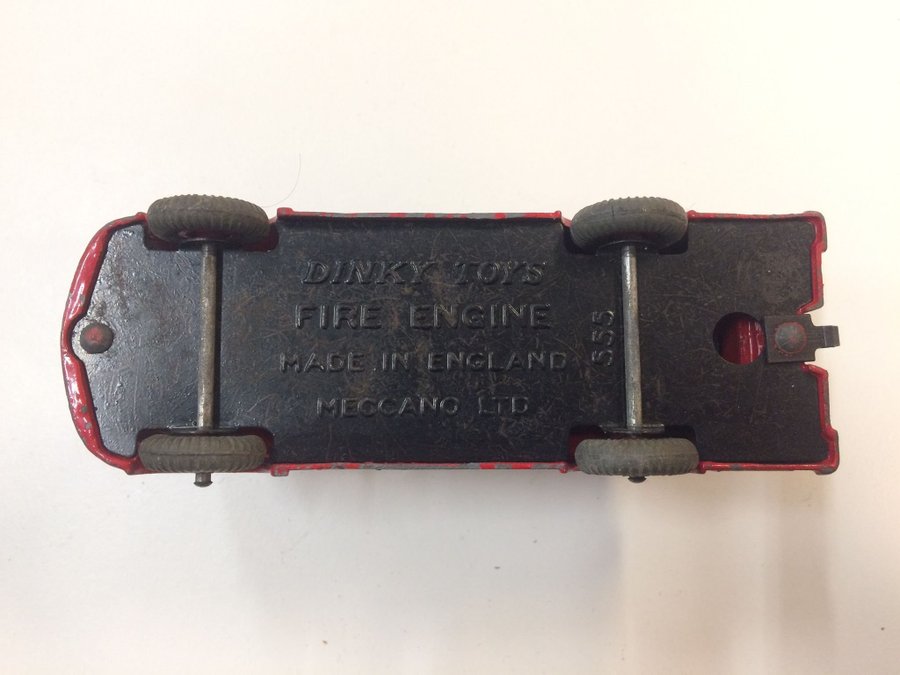 DINKY TOYS
FIRE ENGINE
MADE IN ENGLAND
MECCANO LTD
555